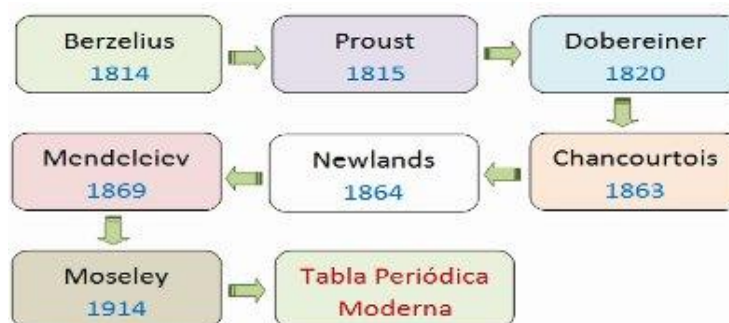 Berzelius
1814
Proust
1815
Dobereiner
1820
Chancourtois
1863
Newlands
1864
Mendeleiev
1869
Moseley
1914
Tabla Periódica
Moderna